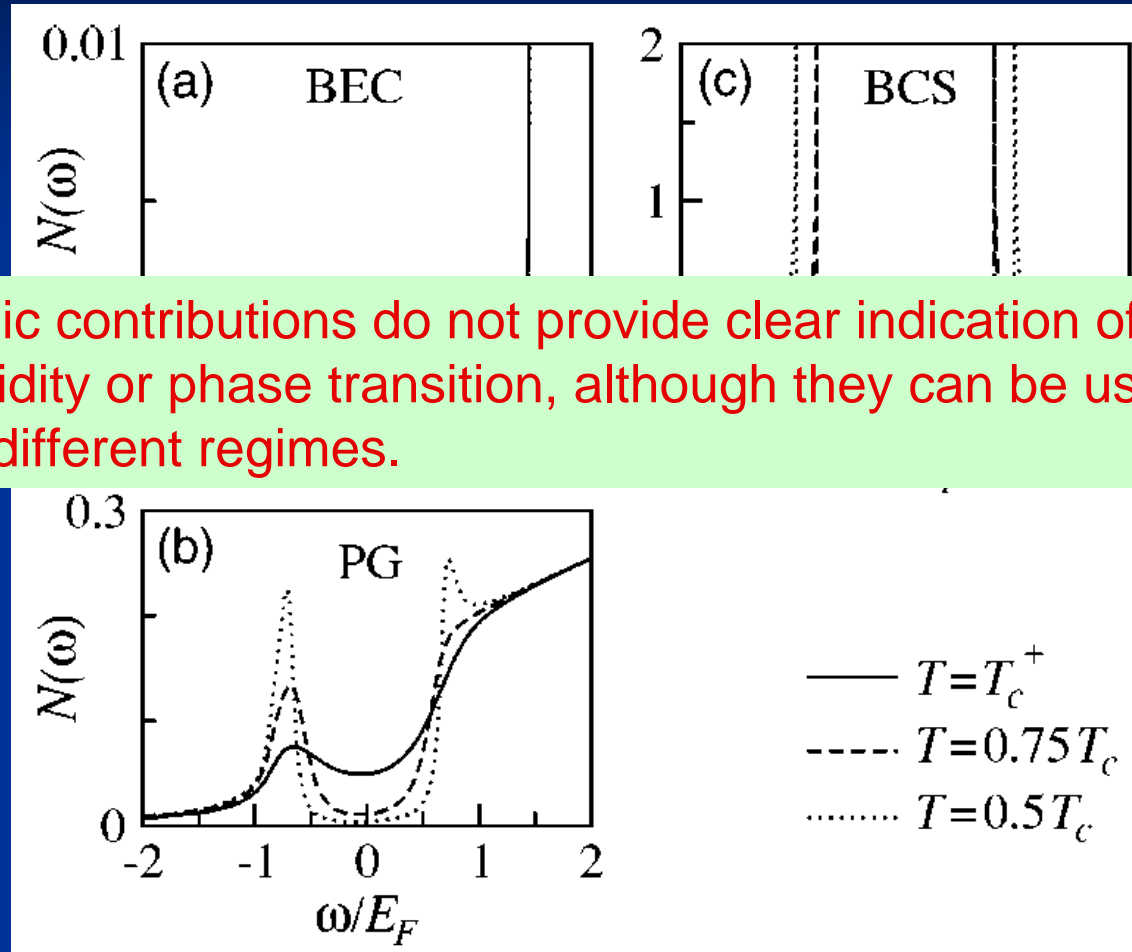 0.01
(a) BEC
N(ω)
2
(c) BCS
1
ic contributions do not provide clear indication of
idity or phase transition, although they can be us
different regimes.
0.3
(b) PG
N(ω)
0
-2 -1 0 1 2
ω/E_F
T=T_c^+
T=0.75T_c
T=0.5T_c